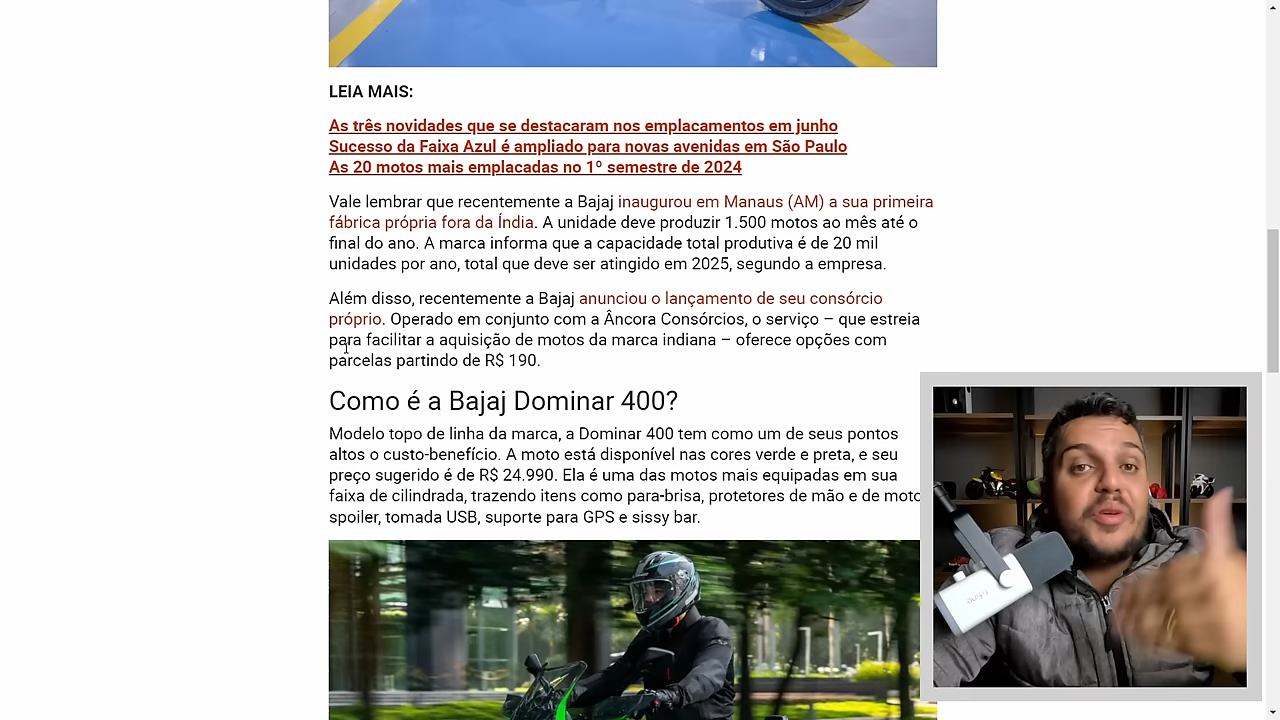 LEIA MAIS:
As três novidades que se destacaram nos emplacamentos em junho
Sucesso da Faixa Azul é ampliado para novas avenidas em São Paulo
As 20 motos mais emplacadas no 1º semestre de 2024
Vale lembrar que recentemente a Bajaj inaugurou em Manaus (AM) a sua primeira
fábrica própria fora da Índia. A unidade deve produzir 1.500 motos ao mês até o
final do ano. A marca informa que a capacidade total produtiva é de 20 mil
unidades por ano, total que deve ser atingido em 2025, segundo a empresa.
Além disso, recentemente a Bajaj anunciou o lançamento de seu consórcio
próprio. Operado em conjunto com a Âncora Consórcios, o serviço – que estreia
para facilitar a aquisição de motos da marca indiana – oferece opções com
parcelas partindo de R$ 190.
Como é a Bajaj Dominar 400?
Modelo topo de linha da marca, a Dominar 400 tem como um de seus pontos
altos o custo-benefício. A moto está disponível nas cores verde e preta, e seu
preço sugerido é de R$ 24.990. Ela é uma das motos mais equipadas em sua
faixa de cilindrada, trazendo itens como para-brisa, protetores de mão e de moto
spoiler, tomada USB, suporte para GPS e sissy bar.